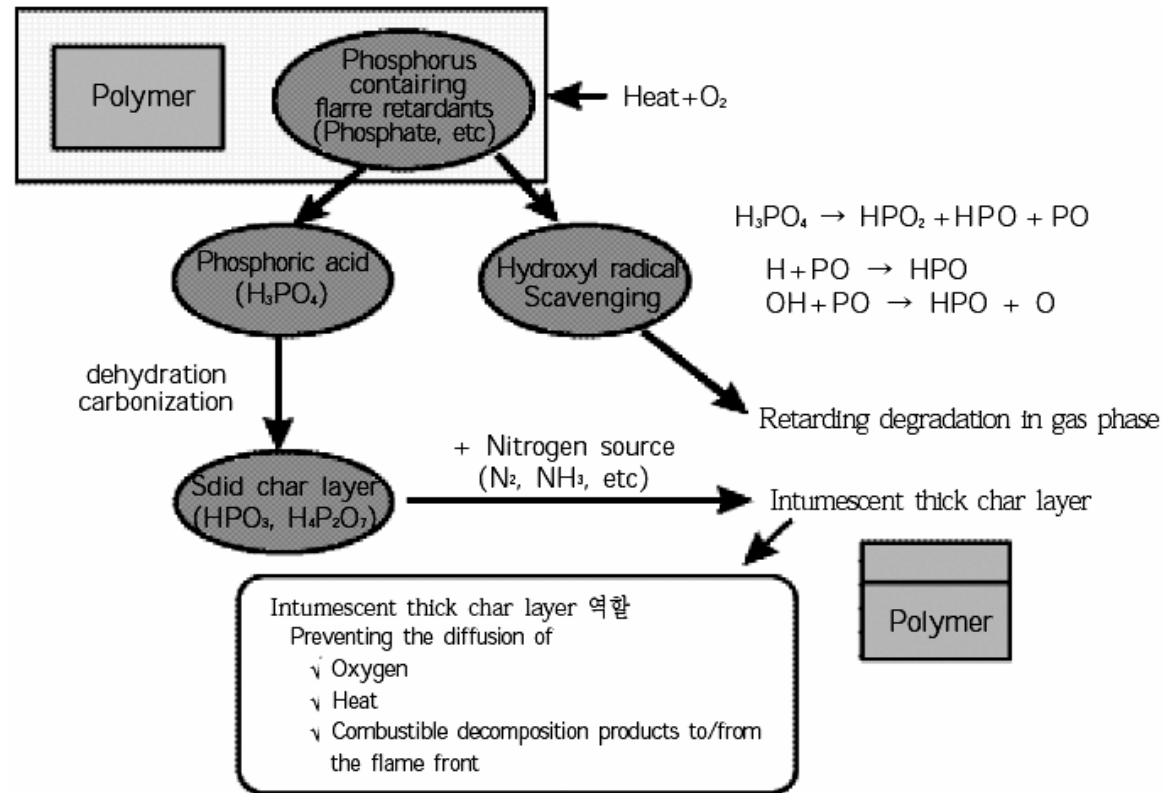 Polymer
Phosphorus
containing
flarre retardants
(Phosphate, etc)
Heat+O₂
Phosphoric acid
(H₃PO₄)
Hydroxyl radical
Scavenging
H₃PO₄ → HPO₂ + HPO + PO
H + PO → HPO
OH + PO → HPO + O
dehydration
carbonization
Retarding degradation in gas phase
+ Nitrogen source
(N², NH³, etc)
Sdid char layer
(HPO₃, H₄P₂O₇)
Intumescent thick char layer
Intumescent thick char layer 역할
Preventing the diffusion of
√ Oxygen
√ Heat
√ Combustible decomposition products to/from
the flame front
Polymer